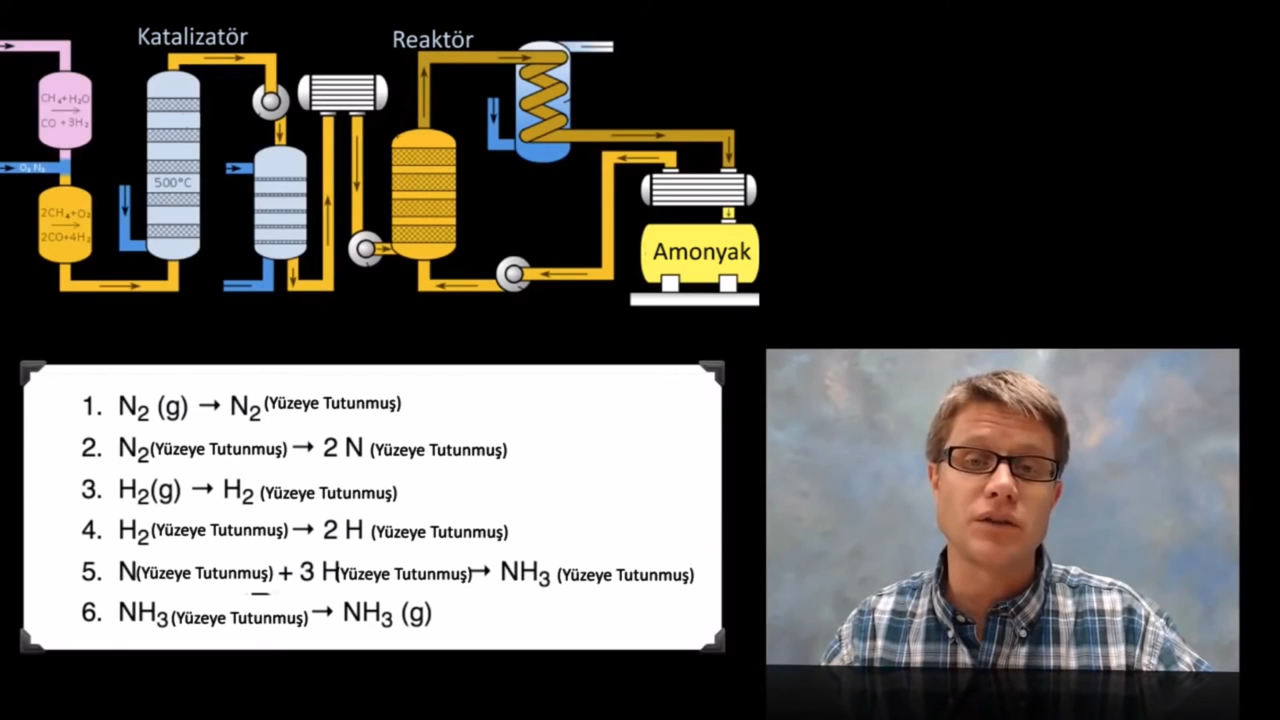 Katalizatör
Reaktör
CH₄+H₂O
→
CO +3H₂
O₂ N₂
500°C
2CH₄+O₂
→
2CO+4H₂
Amonyak
1. N₂ (g) → N₂ (Yüzeye Tutunmuş)
2. N₂(Yüzeye Tutunmuş) → 2 N (Yüzeye Tutunmuş)
3. H₂(g) → H₂ (Yüzeye Tutunmuş)
4. H₂(Yüzeye Tutunmuş) → 2 H (Yüzeye Tutunmuş)
5. N(Yüzeye Tutunmuş) + 3 H(Yüzeye Tutunmuş) → NH₃ (Yüzeye Tutunmuş)
6. NH₃(Yüzeye Tutunmuş) → NH₃ (g)